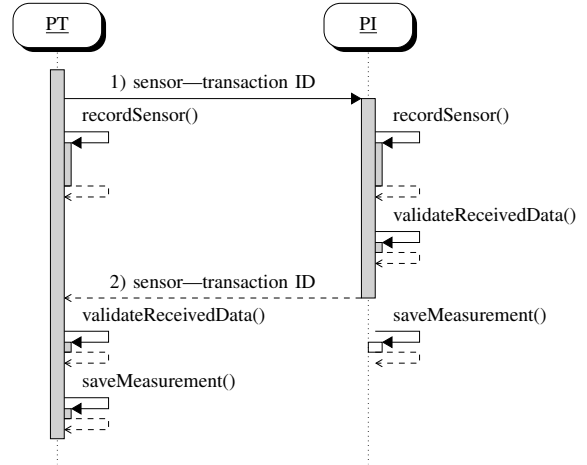 PT PI
1) sensor—transaction ID
recordSensor() recordSensor()
validateReceivedData()
2) sensor—transaction ID
validateReceivedData() saveMeasurement()
saveMeasurement()